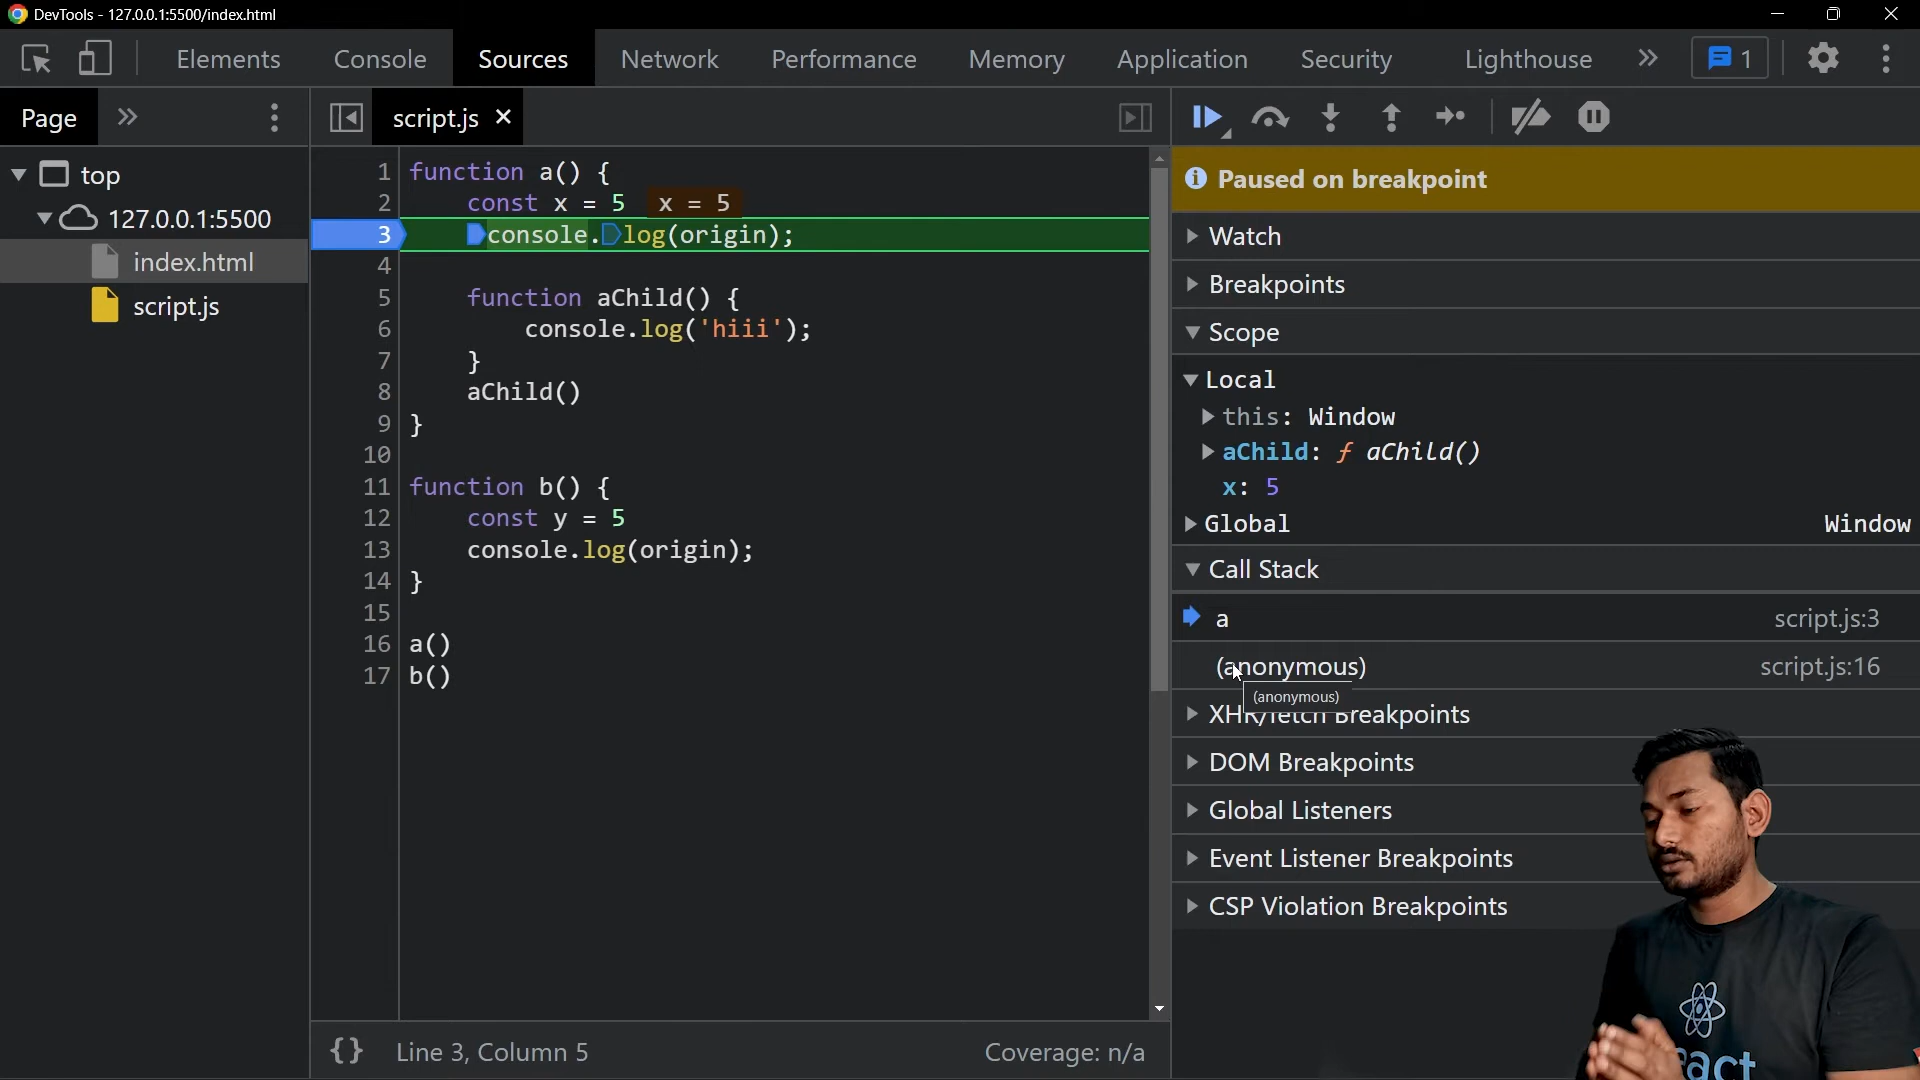 DevTools - 127.0.0.1:5500/index.html
Elements Console Sources Network Performance Memory Application Security Lighthouse 1
Page
script.js
top
127.0.0.1:5500
index.html
script.js
1 function a() {
2 const x = 5 x = 5
3 console.log(origin);
4
5 function aChild() {
6 console.log('hiii');
7 }
8 aChild()
9 }
10
11 function b() {
12 const y = 5
13 console.log(origin);
14 }
15
16 a()
17 b()
{} Line 3, Column 5 Coverage: n/a
Paused on breakpoint
Watch
Breakpoints
Scope
Local
this: Window
aChild: ƒ aChild()
x: 5
Global Window
Call Stack
a script.js:3
(anonymous) script.js:16
(anonymous)
XHR/fetch Breakpoints
DOM Breakpoints
Global Listeners
Event Listener Breakpoints
CSP Violation Breakpoints
act